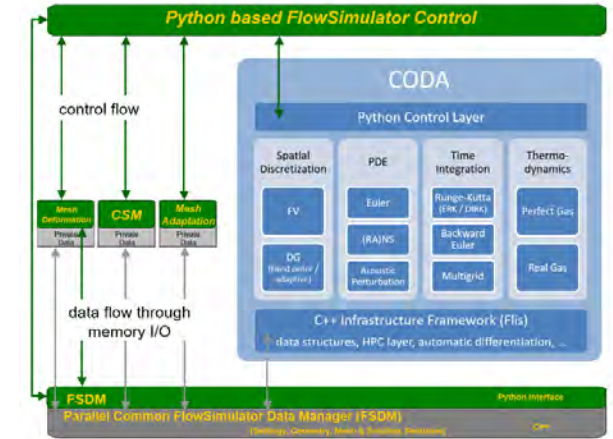 Python based FlowSimulator Control
CODA
control flow
Python Control Layer
Spatial
Discretization
PDE
Time
Integration
Thermo-
dynamics
FV
Euler
Runge-Kutta
(ERK / DIRK)
Perfect Gas
Mesh
Deformation
CSM
Mesh
Adaptation
Private
Data
Private
Data
Private
Data
(RA)NS
Backward
Euler
DG
adaptive)
Acoustic
Perturbation
Multigrid
Real Gas
data flow through
memory I/O
C++ Infrastructure Framework (Flis)
data structures, HPC layer, automatic differentiation, ...
FSDM
Python Interface
Parallel Common FlowSimulator Data Manager (FSDM)
C++